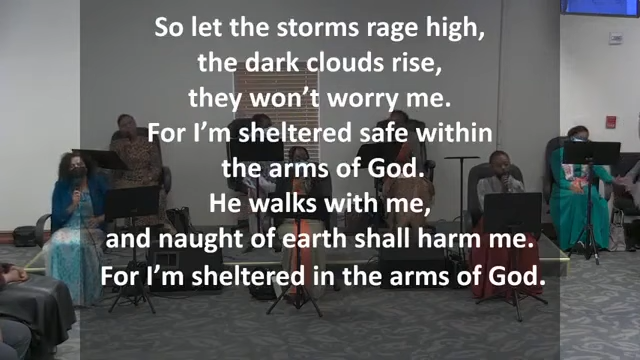 So let the storms rage high,
the dark clouds rise,
they won't worry me.
For I'm sheltered safe within
the arms of God.
He walks with me,
and naught of earth shall harm me.
For I'm sheltered in the arms of God.